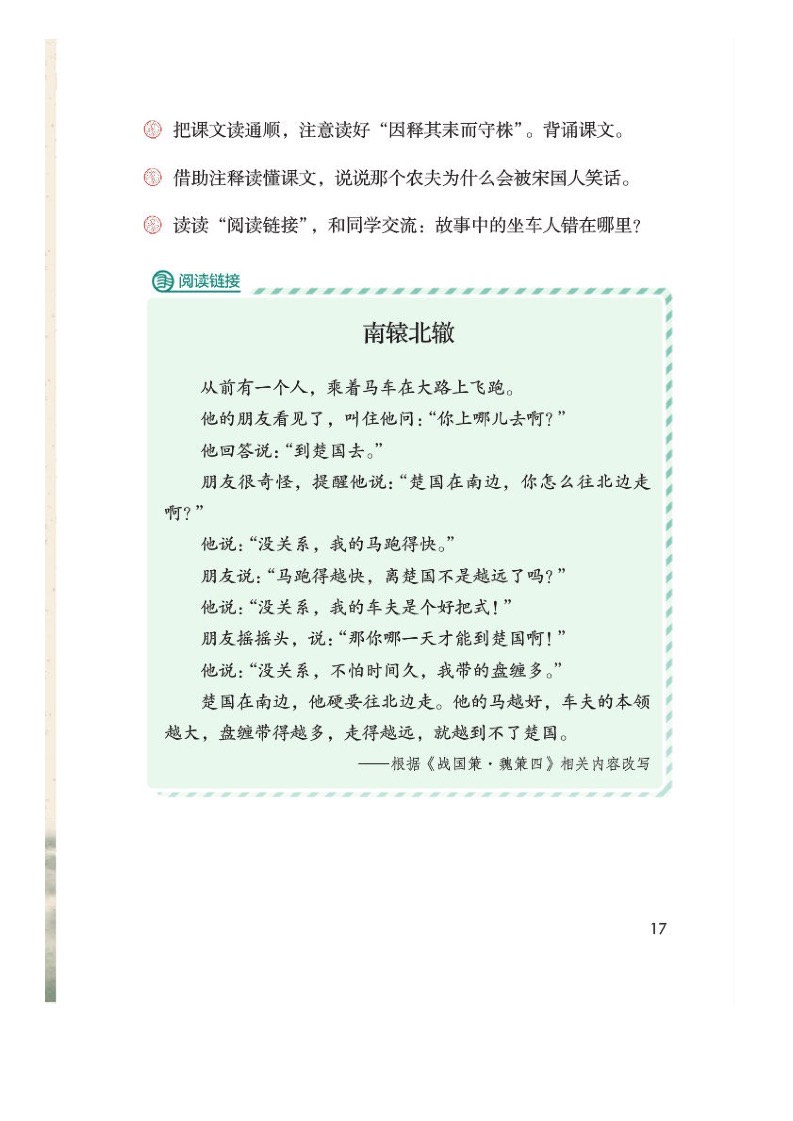 把课文读通顺，注意读好“因释其耒而守株”。背诵课文。
借助注释读懂课文，说说那个农夫为什么会被宋国人笑话。
读读“阅读链接”，和同学交流：故事中的坐车人错在哪里？
阅读链接
南辕北辙
从前有一个人，乘着马车在大路上飞跑。
他的朋友看见了，叫住他问：“你上哪儿去啊？”
他回答说：“到楚国去。”
朋友很奇怪，提醒他说：“楚国在南边，你怎么往北边走
啊？”
他说：“没关系，我的马跑得快。”
朋友说：“马跑得越快，离楚国不是越远了吗？”
他说：“没关系，我的车夫是个好把式！”
朋友摇摇头，说：“那你哪一天才能到楚国啊！”
他说：“没关系，不怕时间久，我带的盘缠多。”
楚国在南边，他硬要往北边走。他的马越好，车夫的本领
越大，盘缠带得越多，走得越远，就越到不了楚国。
——根据《战国策·魏策四》相关内容改写
17